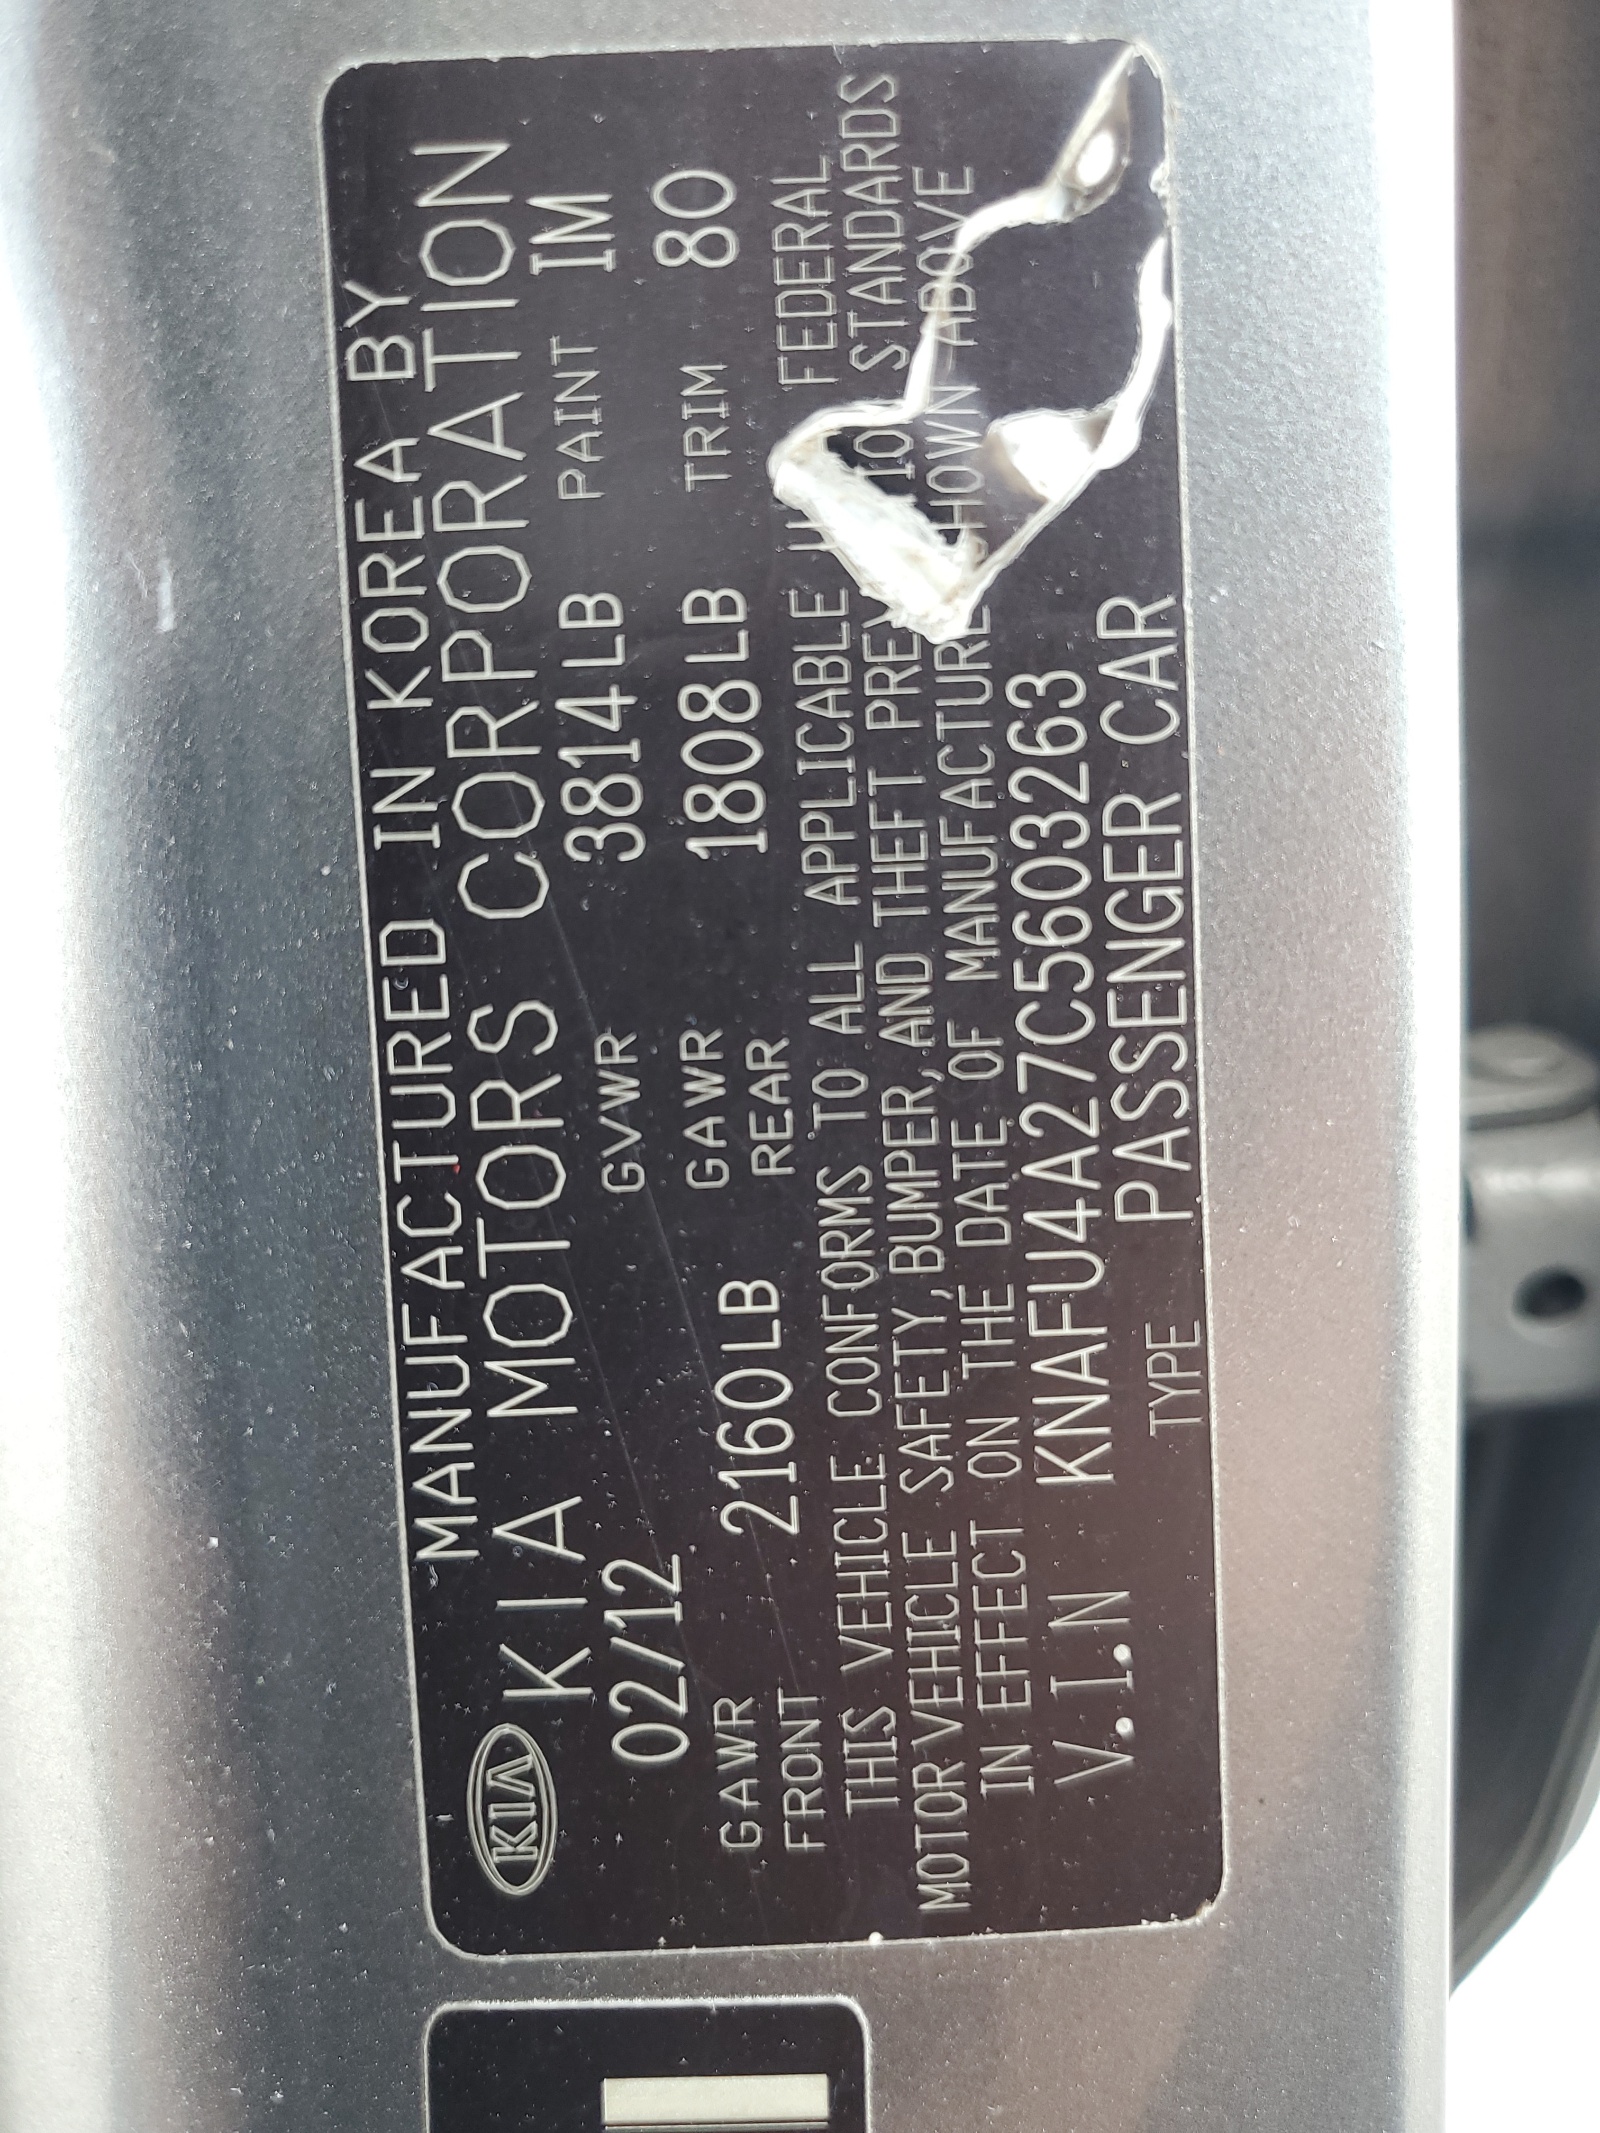 MANUFACTURED IN KOREA BY
KIA KIA MOTORS CORPORATION
02/12 GVWR 3814LB PAINT IM
GAWR FRONT 2160LB GAWR REAR 1808LB TRIM 80
THIS VEHICLE CONFORMS TO ALL APPLICABLE FEDERAL
MOTOR VEHICLE SAFETY, BUMPER, AND THEFT STANDARDS
IN EFFECT ON THE DATE OF MANUFACTURE ABOVE
V.I.N KNAFU4A27C5603263
TYPE PASSENGER CAR